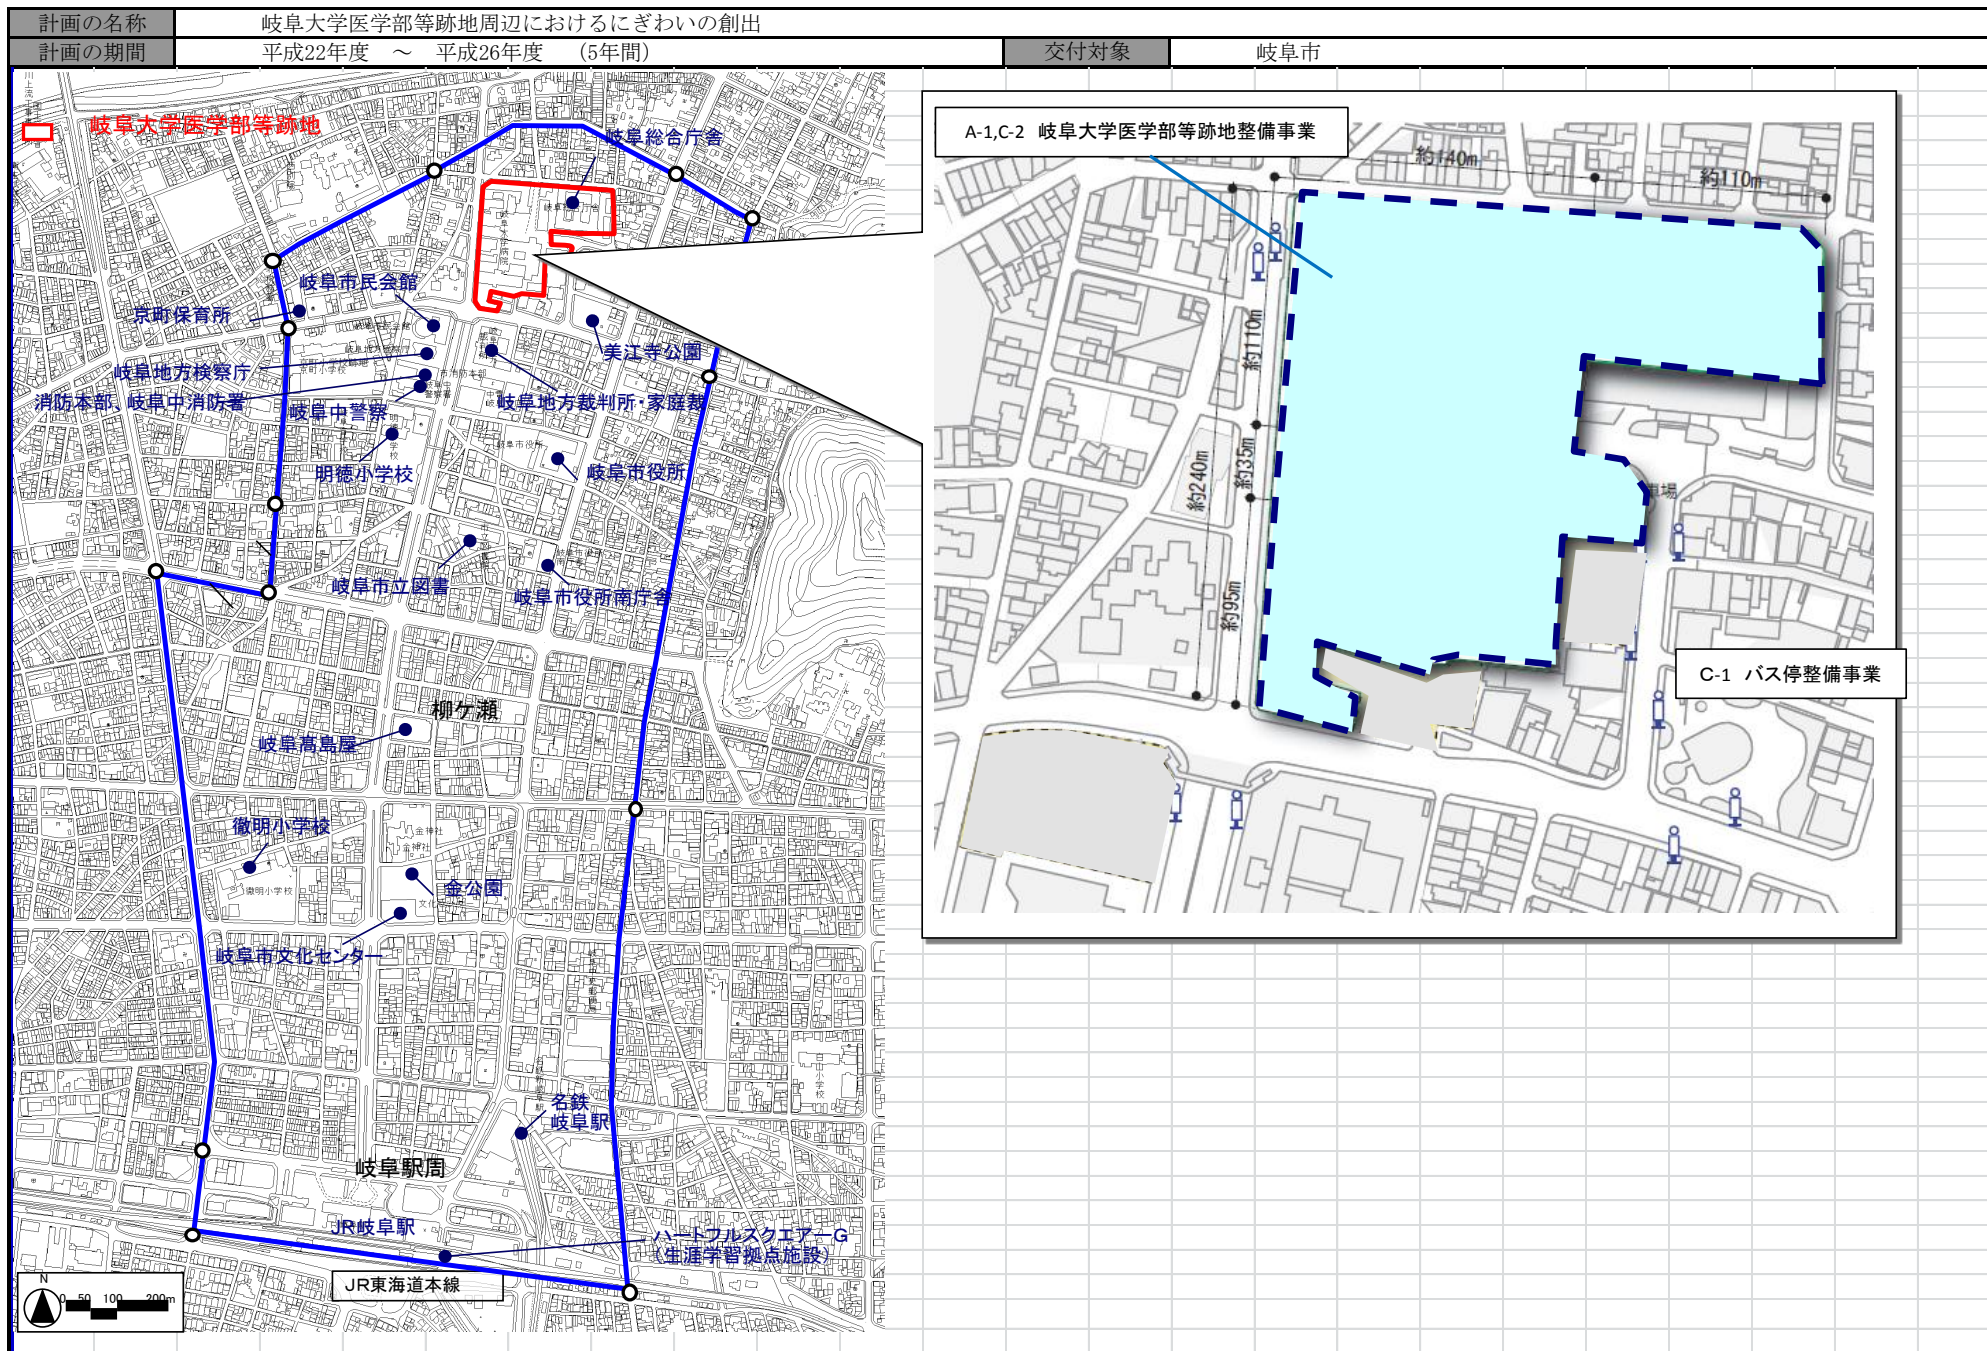 計画の名称　岐阜大学医学部等跡地周辺におけるにぎわいの創出
計画の期間　平成22年度　～　平成26年度　（5年間）　交付対象　岐阜市
岐阜大学医学部等跡地
岐阜総合庁舎
岐阜市民会館
京町保育所
美江寺公園
岐阜地方検察庁
消防本部、岐阜中消防署
岐阜中警察
岐阜地方裁判所・家庭裁
明徳小学校
岐阜市役所
岐阜市立図書
岐阜市役所南庁舎
柳ケ瀬
岐阜高島屋
徹明小学校
金神社
金神社
徹明小学校
金公園
岐阜市文化センター
名鉄
岐阜駅
岐阜駅周
JR岐阜駅
ハートフルスクエアーG
（生涯学習拠点施設）
JR東海道本線
N
0 50 100 200m
A-1,C-2　岐阜大学医学部等跡地整備事業
約140m
約110m
約110m
約35m
約240m
約95m
車場
C-1　バス停整備事業